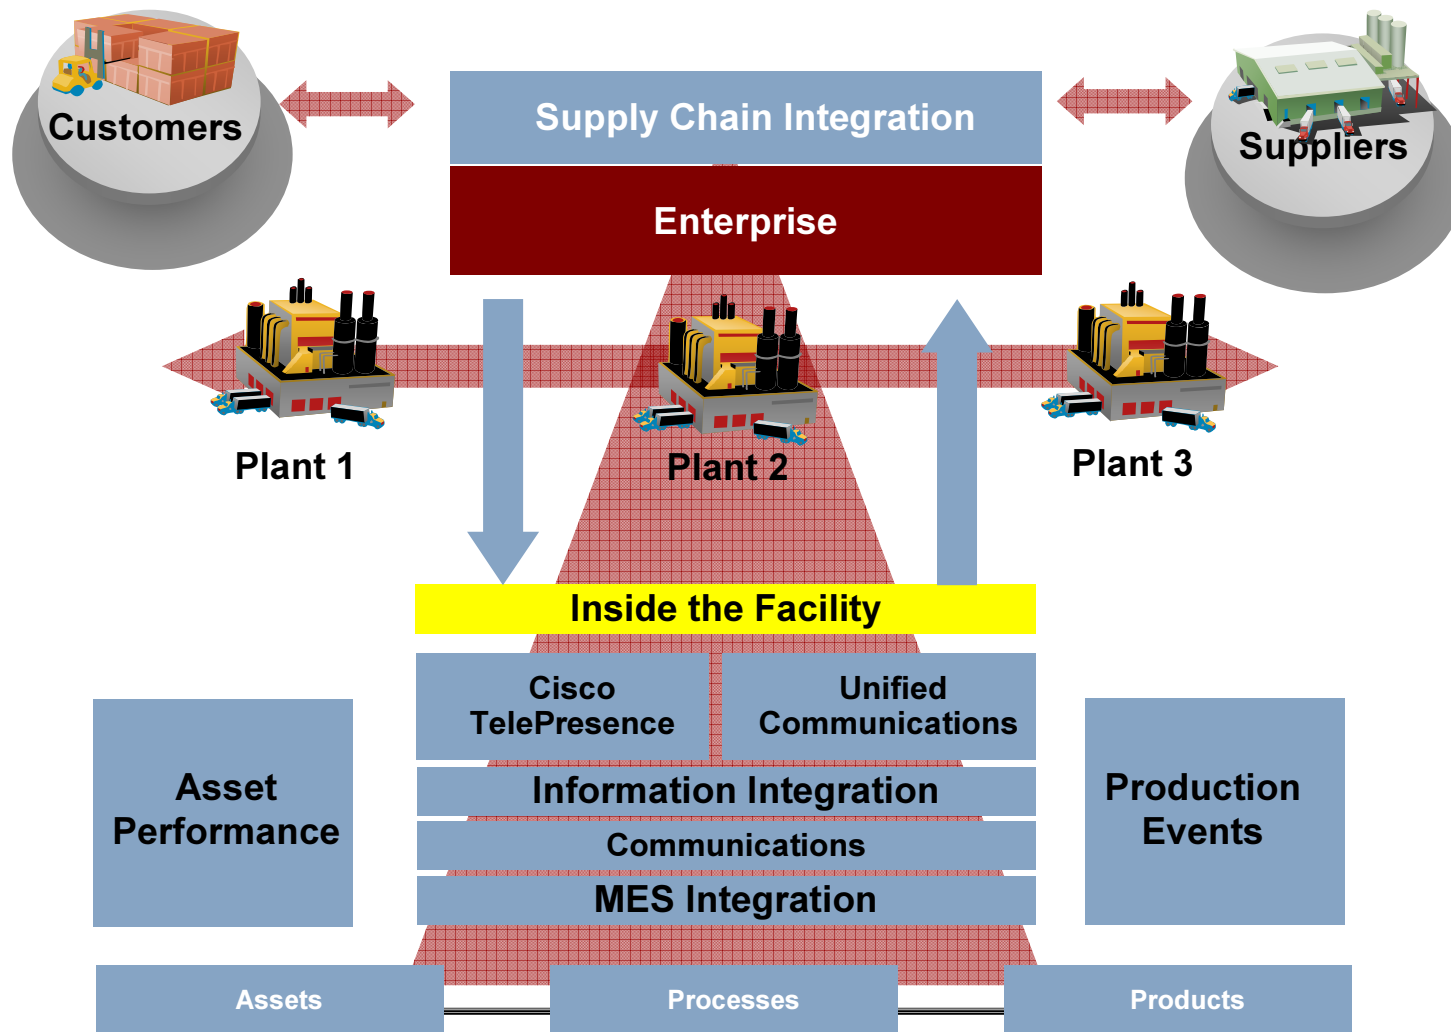 Customers
Supply Chain Integration
Suppliers
Enterprise
Plant 1
Plant 2
Plant 3
Inside the Facility
Cisco
TelePresence
Unified
Communications
Asset
Performance
Information Integration
Communications
MES Integration
Production
Events
Assets
Processes
Products